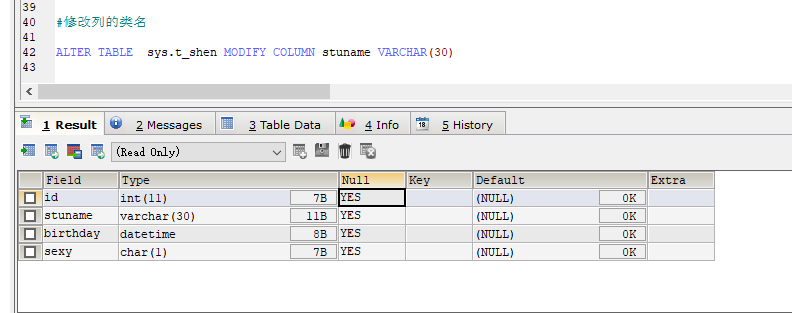 39
40 #修改列的类名
41
42 ALTER TABLE  sys.t_shen MODIFY COLUMN stuname VARCHAR(30)
43
1 Result 2 Messages 3 Table Data 4 Info 18 5 History
(Read Only)
Field Type Null Key Default Extra
id int(11) 7B YES (NULL) 0K
stuname varchar(30) 11B YES (NULL) 0K
birthday datetime 8B YES (NULL) 0K
sexy char(1) 7B YES (NULL) 0K